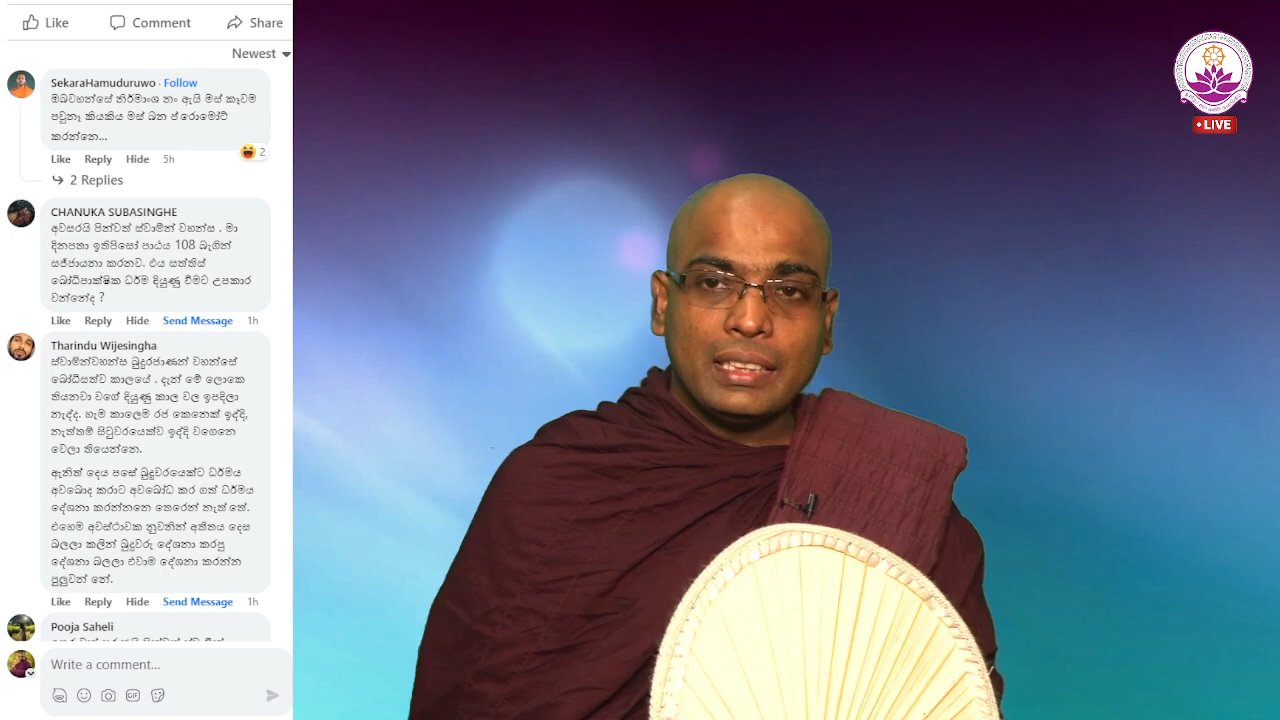 Like Comment Share
Newest
SekaraHamuduruwo · Follow
ඔබවහන්සේ නිර්මාංශ නං ඇයි මස් කෑවම
පවුනෑ කියකිය මස් ඛන ප්‍රොමෝට්
කරන්නෙ...
2
Like Reply Hide 5h
2 Replies
CHANUKA SUBASINGHE
අවසරයි පින්වත් ස්වාමීන් වහන්ස . මා
දිනපතා ඉතිපිසෝ පාඨය 108 බැගින්
සජ්ඣායනා කරනව. එය සත්තිස්
බෝධිපාක්ෂික ධර්ම දියුණු වීමට උපකාර
වන්නේද ?
Like Reply Hide Send Message 1h
Tharindu Wijesingha
ස්වාමින්වහන්ස බුදුරජාණන් වහන්සේ
බෝධිසත්ව කාලයේ . දැන් මේ ලොකෙ
තියනවා වගේ දියුණු කාල වල ඉපදිලා
නැද්ද. හැම කාලෙම රජ කෙනෙක් ඉද්දි,
නැත්තම් සිටුවරයෙක්ව ඉද්දි වගෙනෙ
වෙලා තියෙන්නෙ.
ඇනිත් දෙය පසේ බුදුවරයෙක්ට ධර්මය
අවබොද කරාට අවබෝධ කර ගත් ධර්මය
දේශනා කරන්නනෙ තෙරෙන් නැත් තේ.
එහෙම අවස්ථාවක නුවනින් අතීතය දෙස
බලලා කලින් බුදුවරු දේශනා කරපු
දේශනා බලලා එවාම දේශනා කරන්න
පුලුවන් නේ.
Like Reply Hide Send Message 1h
Pooja Saheli
Write a comment...
GIF
LIVE